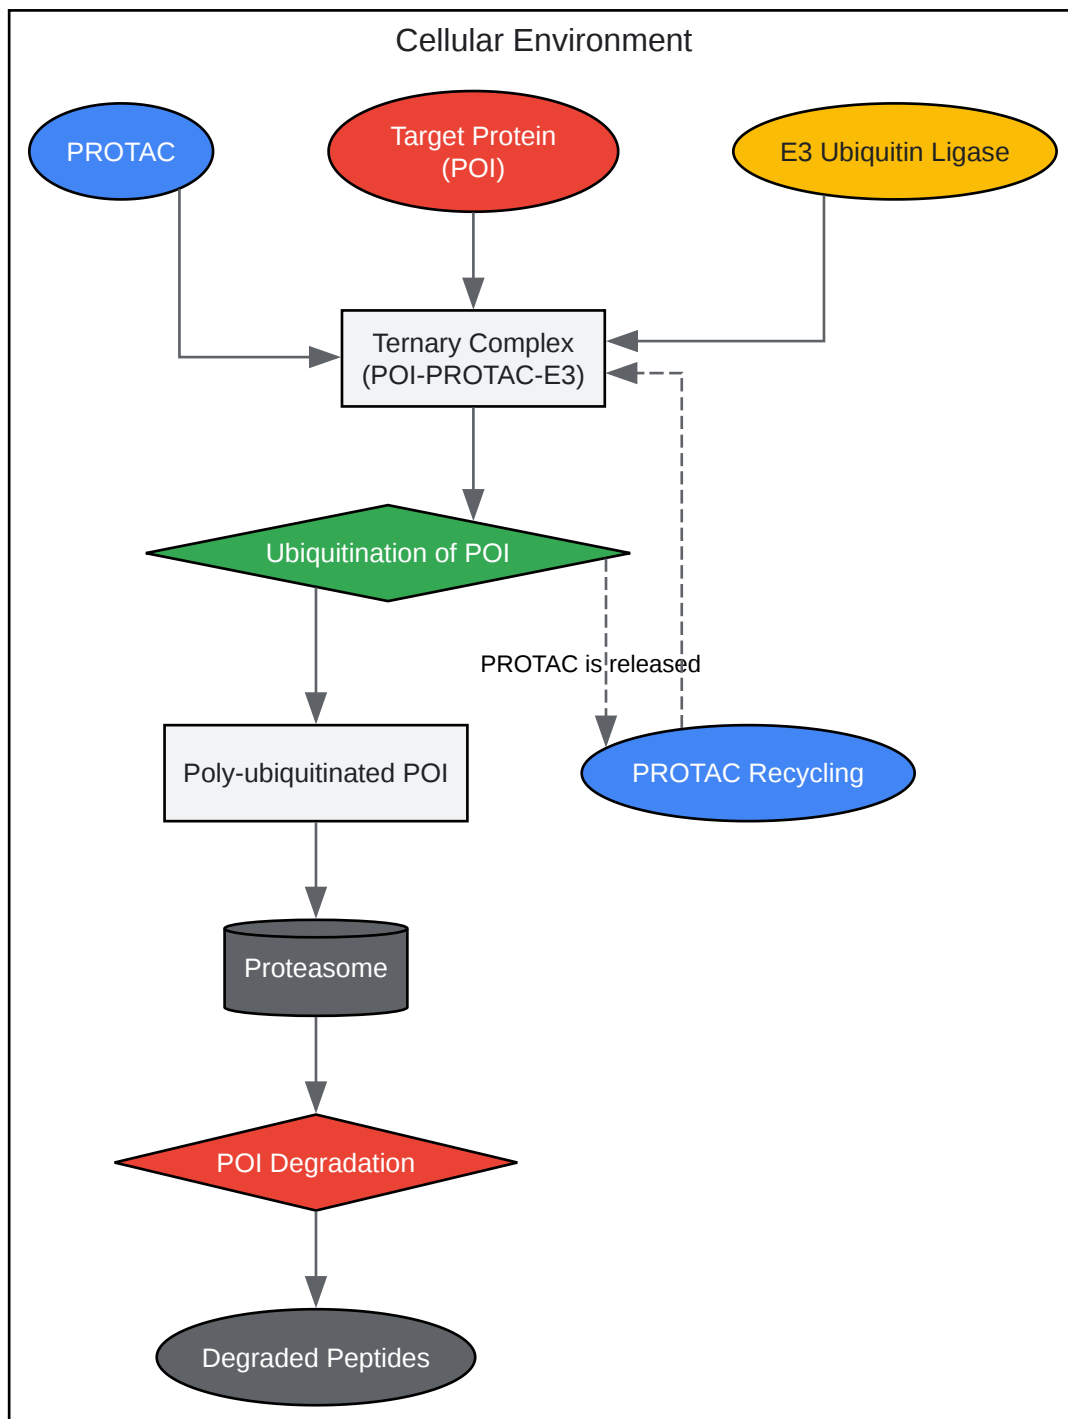 Cellular Environment
PROTAC
Target Protein
(POI)
E3 Ubiquitin Ligase
Ternary Complex
(POI-PROTAC-E3)
Ubiquitination of POI
PROTAC is released
Poly-ubiquitinated POI
PROTAC Recycling
Proteasome
POI Degradation
Degraded Peptides